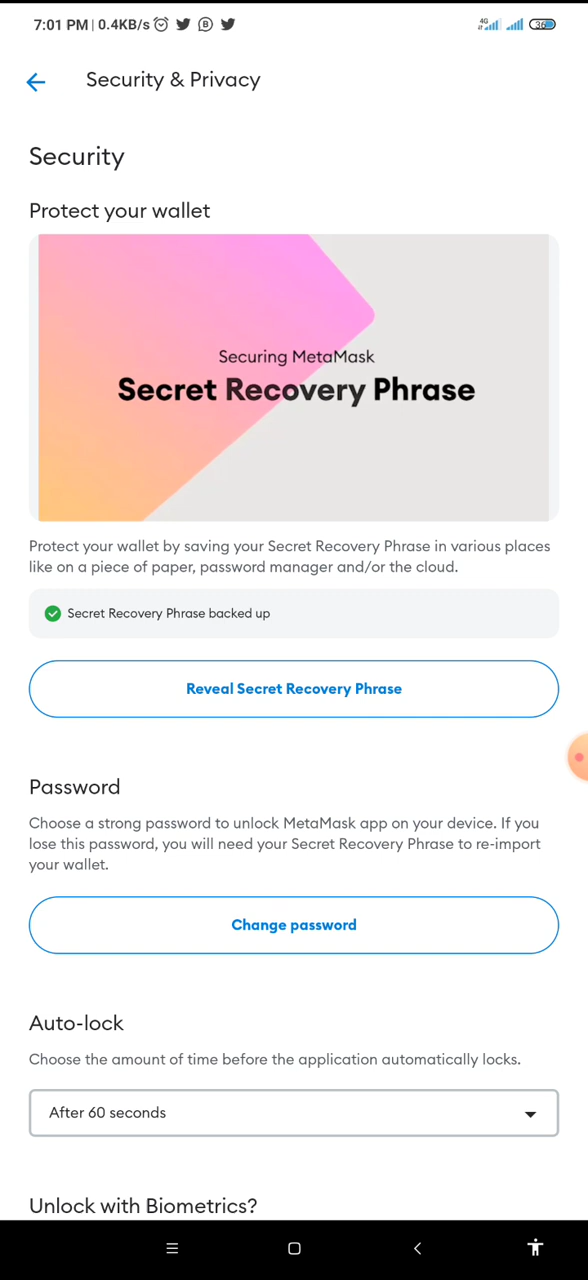 7:01 PM | 0.4KB/s
4G
36
Security & Privacy
Security
Protect your wallet
Securing MetaMask
Secret Recovery Phrase
Protect your wallet by saving your Secret Recovery Phrase in various places
like on a piece of paper, password manager and/or the cloud.
Secret Recovery Phrase backed up
Reveal Secret Recovery Phrase
Password
Choose a strong password to unlock MetaMask app on your device. If you
lose this password, you will need your Secret Recovery Phrase to re-import
your wallet.
Change password
Auto-lock
Choose the amount of time before the application automatically locks.
After 60 seconds
Unlock with Biometrics?